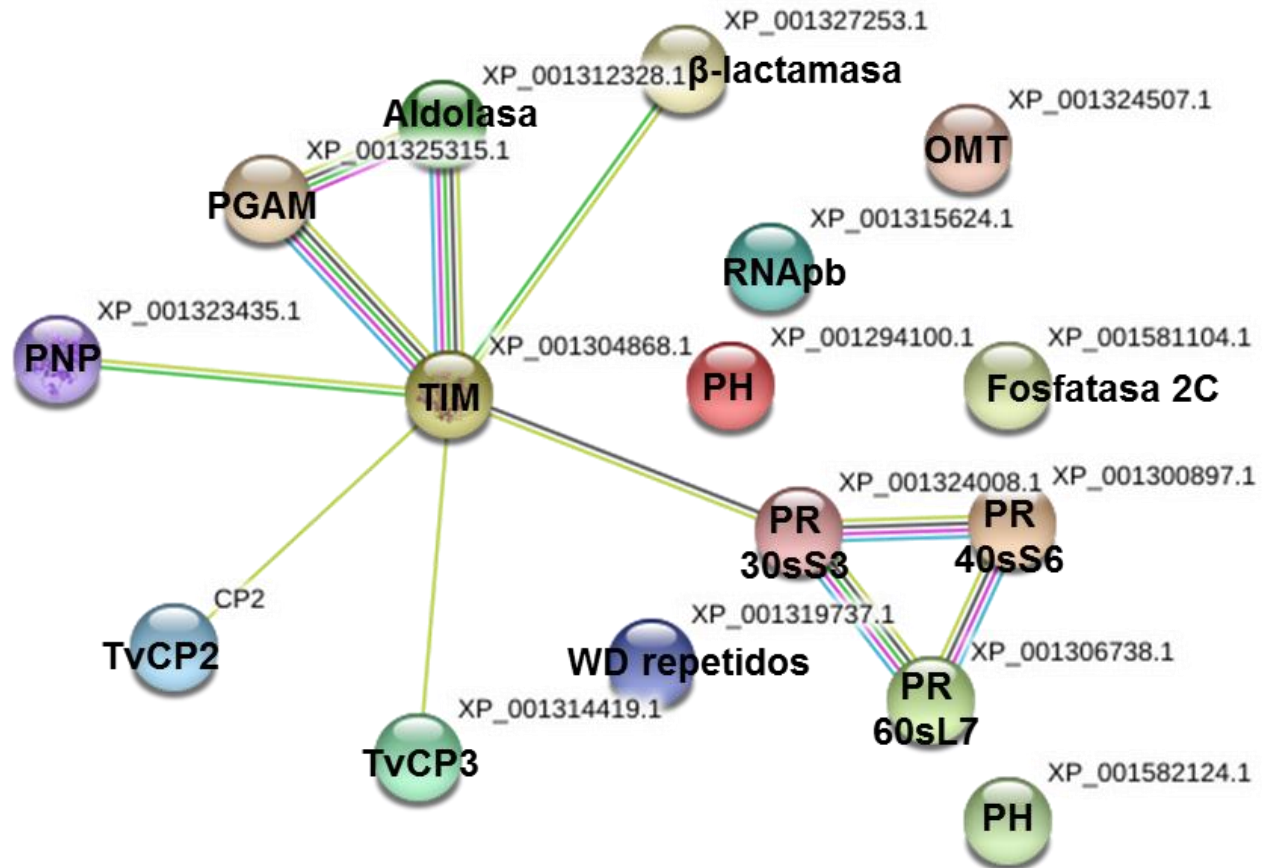 XP_001327253.1
β-lactamasa
XP_001312328.1
Aldolasa
XP_001324507.1
OMT
XP_001325315.1
PGAM
XP_001315624.1
RNApb
XP_001323435.1
PNP
XP_001304868.1
TIM
XP_001294100.1
PH
XP_001581104.1
Fosfatasa 2C
XP_001324008.1
PR
30sS3
XP_001300897.1
PR
40sS6
CP2
TvCP2
XP_001319737.1
WD repetidos
XP_001306738.1
PR
60sL7
XP_001314419.1
TvCP3
XP_001582124.1
PH